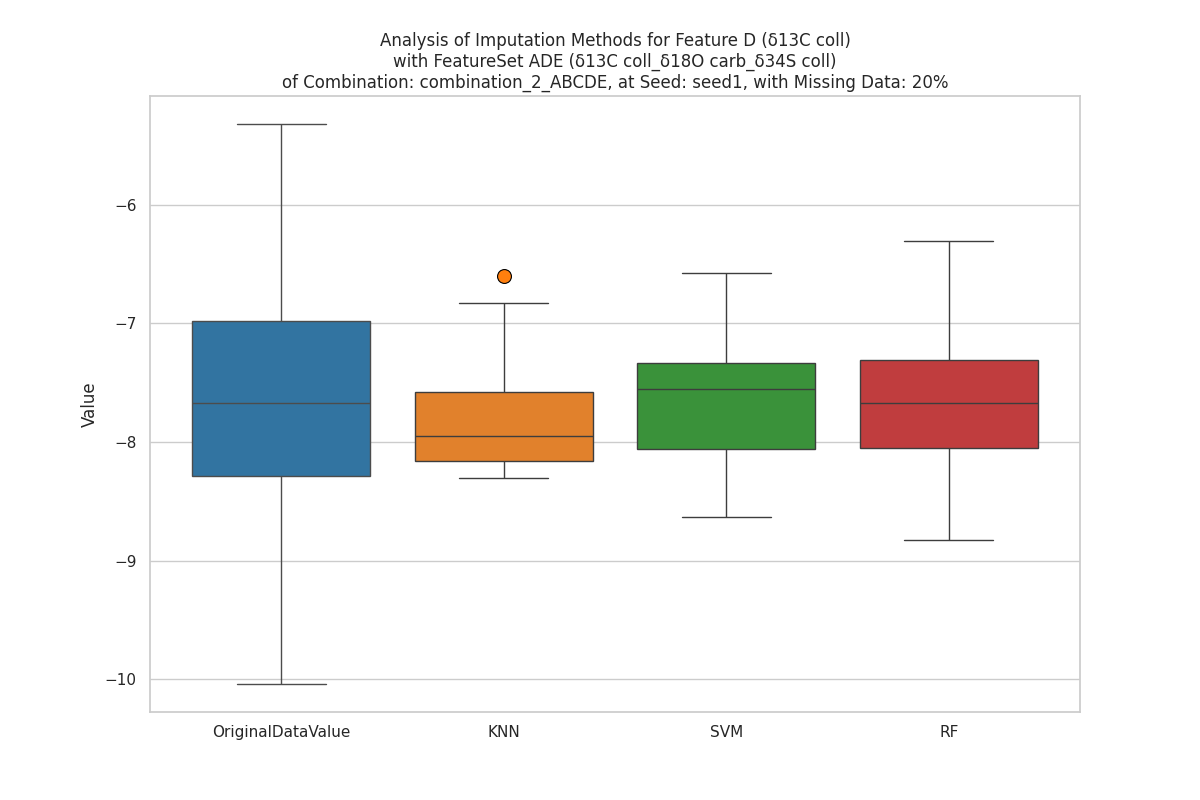 Analysis of Imputation Methods for Feature D (δ13C coll)
with FeatureSet ADE (δ13C coll_δ18O carb_δ34S coll)
of Combination: combination_2_ABCDE, at Seed: seed1, with Missing Data: 20%
Value
−6
−7
−8
−9
−10
OriginalDataValue
KNN
SVM
RF